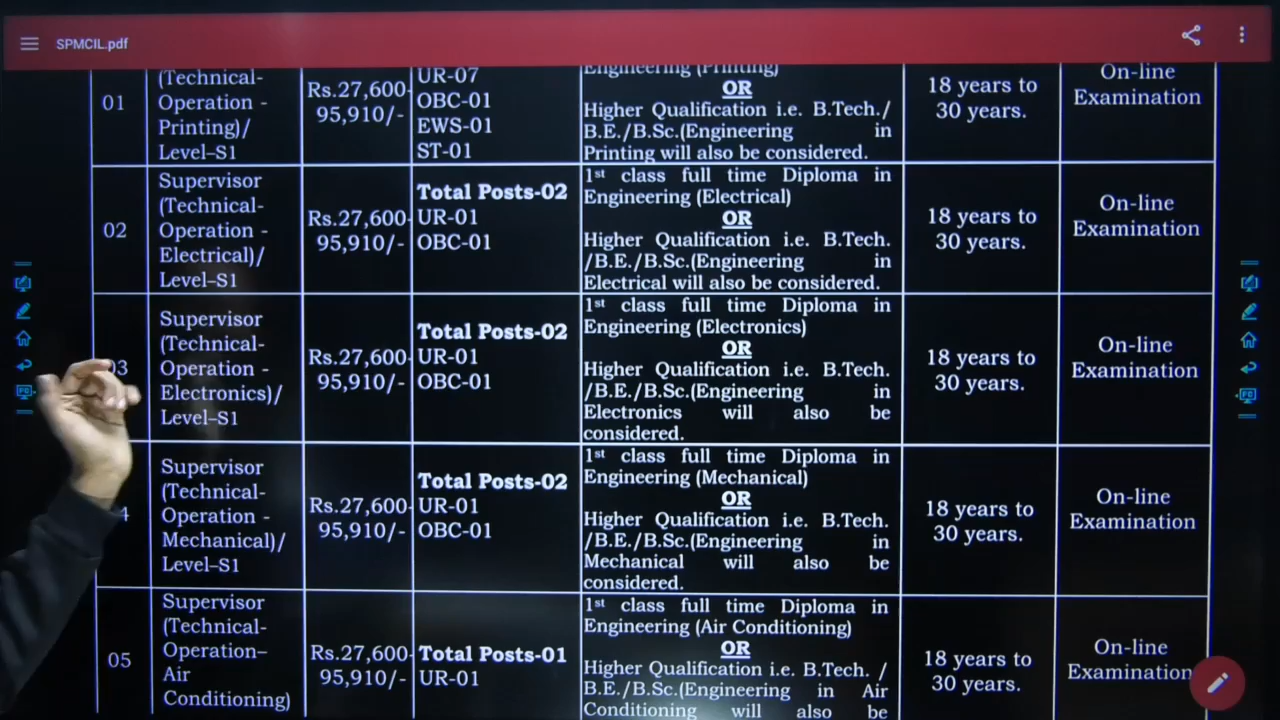 SPMCIL.pdf
01
(Technical-
Operation -
Printing)/
Level–S1
Rs.27,600-
95,910/-
UR-07
OBC-01
EWS-01
ST-01
Engineering (Printing)
OR
Higher Qualification i.e. B.Tech./
B.E./B.Sc.(Engineering in
Printing will also be considered.
18 years to
30 years.
On-line
Examination
02
Supervisor
(Technical-
Operation -
Electrical)/
Level–S1
Rs.27,600-
95,910/-
Total Posts-02
UR-01
OBC-01
1st class full time Diploma in
Engineering (Electrical)
OR
Higher Qualification i.e. B.Tech.
/B.E./B.Sc.(Engineering in
Electrical will also be considered.
18 years to
30 years.
On-line
Examination
03
Supervisor
(Technical-
Operation -
Electronics)/
Level–S1
Rs.27,600-
95,910/-
Total Posts-02
UR-01
OBC-01
1st class full time Diploma in
Engineering (Electronics)
OR
Higher Qualification i.e. B.Tech.
/B.E./B.Sc.(Engineering in
Electronics will also be
considered.
18 years to
30 years.
On-line
Examination
4
Supervisor
(Technical-
Operation -
Mechanical)/
Level–S1
Rs.27,600-
95,910/-
Total Posts-02
UR-01
OBC-01
1st class full time Diploma in
Engineering (Mechanical)
OR
Higher Qualification i.e. B.Tech.
/B.E./B.Sc.(Engineering in
Mechanical will also be
considered.
18 years to
30 years.
On-line
Examination
05
Supervisor
(Technical-
Operation–
Air
Conditioning)
Rs.27,600-
95,910/-
Total Posts-01
UR-01
1st class full time Diploma in
Engineering (Air Conditioning)
OR
Higher Qualification i.e. B.Tech. /
B.E./B.Sc.(Engineering in Air
Conditioning will also be
18 years to
30 years.
On-line
Examination